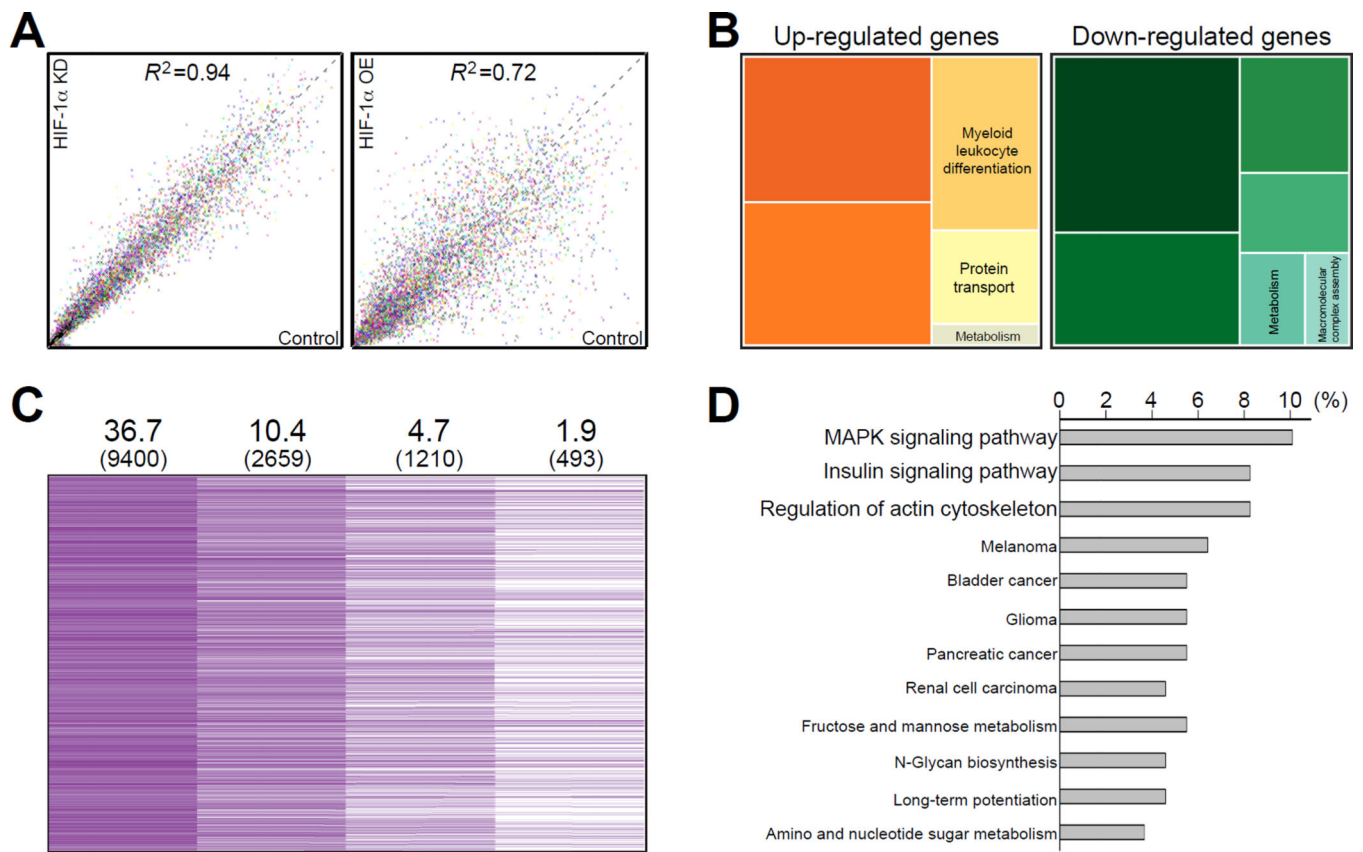 A
HIF-1α KD
R²=0.94
Control
HIF-1α OE
R²=0.72
Control
B
Up-regulated genes
Myeloid
leukocyte
differentiation
Protein
transport
Metabolism
Down-regulated genes
Metabolism
Macromolecular
complex assembly
C
36.7 10.4 4.7 1.9
(9400) (2659) (1210) (493)
D
0 2 4 6 8 10 (%)
MAPK signaling pathway
Insulin signaling pathway
Regulation of actin cytoskeleton
Melanoma
Bladder cancer
Glioma
Pancreatic cancer
Renal cell carcinoma
Fructose and mannose metabolism
N-Glycan biosynthesis
Long-term potentiation
Amino and nucleotide sugar metabolism